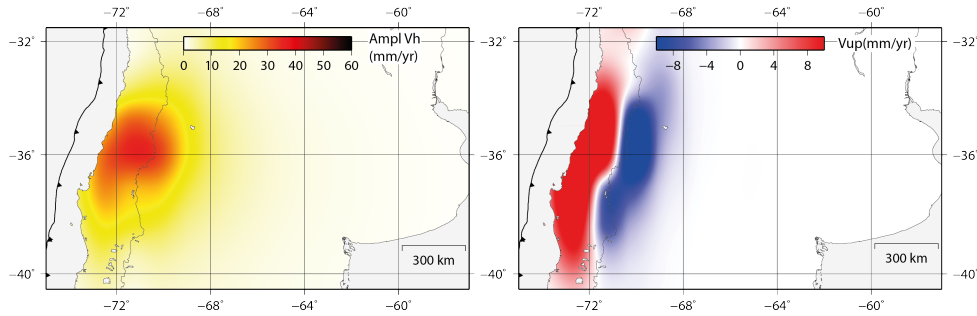 −72˚ −68˚ −64˚ −60˚ −72˚ −68˚ −64˚ −60˚
−32˚ Ampl Vh Vup(mm/yr) −32˚
0 10 20 30 40 50 60 (mm/yr) −8 −4 0 4 8
−36˚ −36˚ −36˚
300 km 300 km
−40˚ −40˚ −40˚
−72˚ −68˚ −64˚ −60˚ −72˚ −68˚ −64˚ −60˚